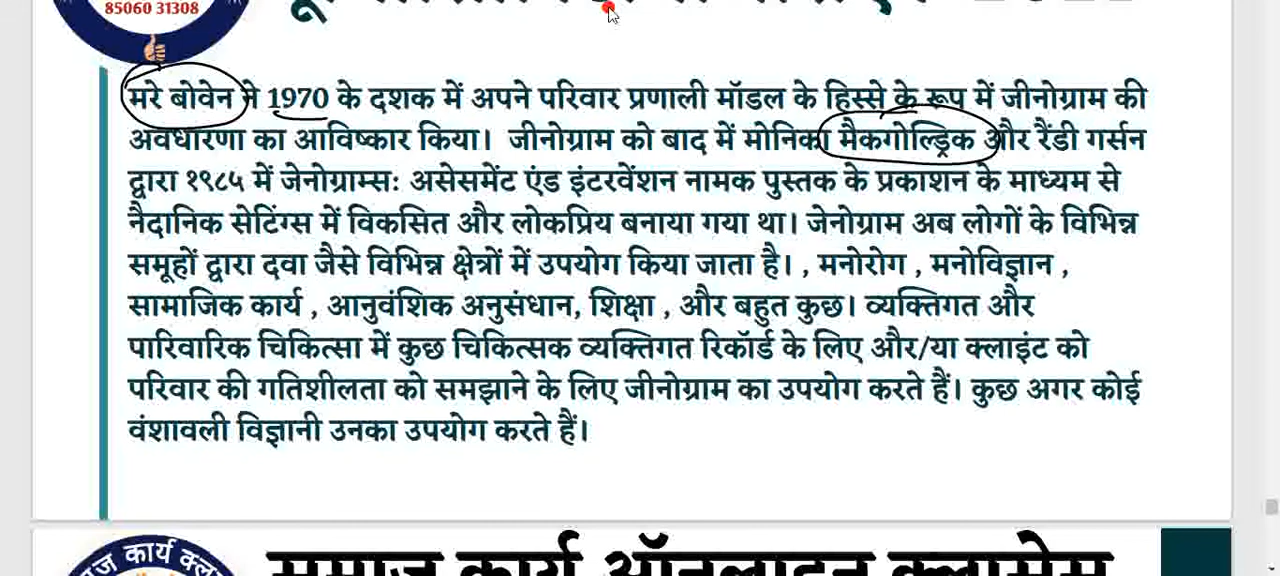 85060 31308
मरे बोवेन ने 1970 के दशक में अपने परिवार प्रणाली मॉडल के हिस्से के रूप में जीनोग्राम की
अवधारणा का आविष्कार किया। जीनोग्राम को बाद में मोनिका मैकगोल्ड्रिक और रैंडी गर्सन
द्वारा १९८५ में जेनोग्राम्सः असेसमेंट एंड इंटरवेंशन नामक पुस्तक के प्रकाशन के माध्यम से
नैदानिक सेटिंग्स में विकसित और लोकप्रिय बनाया गया था। जेनोग्राम अब लोगों के विभिन्न
समूहों द्वारा दवा जैसे विभिन्न क्षेत्रों में उपयोग किया जाता है। , मनोरोग , मनोविज्ञान ,
सामाजिक कार्य , आनुवंशिक अनुसंधान, शिक्षा , और बहुत कुछ। व्यक्तिगत और
पारिवारिक चिकित्सा में कुछ चिकित्सक व्यक्तिगत रिकॉर्ड के लिए और/या क्लाइंट को
परिवार की गतिशीलता को समझाने के लिए जीनोग्राम का उपयोग करते हैं। कुछ अगर कोई
वंशावली विज्ञानी उनका उपयोग करते हैं।
समाज कार्य ऑनलाइन क्लासेस